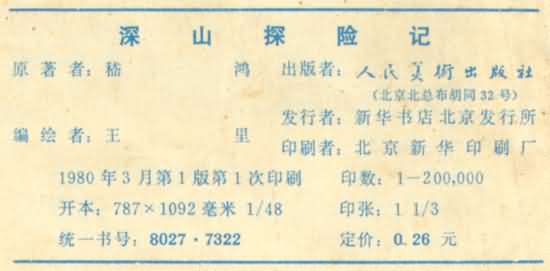 深山探险记
原著者：嵇鸿 出版者：人民美術出版社
（北京北总布胡同32号）
发行者：新华书店北京发行所
编绘者：王里
印刷者：北京新华印刷厂
1980年3月第1版第1次印刷 印数：1—200,000
开本：787×1092毫米 1/48 印张：1 1/3
统一书号：8027·7322 定价：0.26元